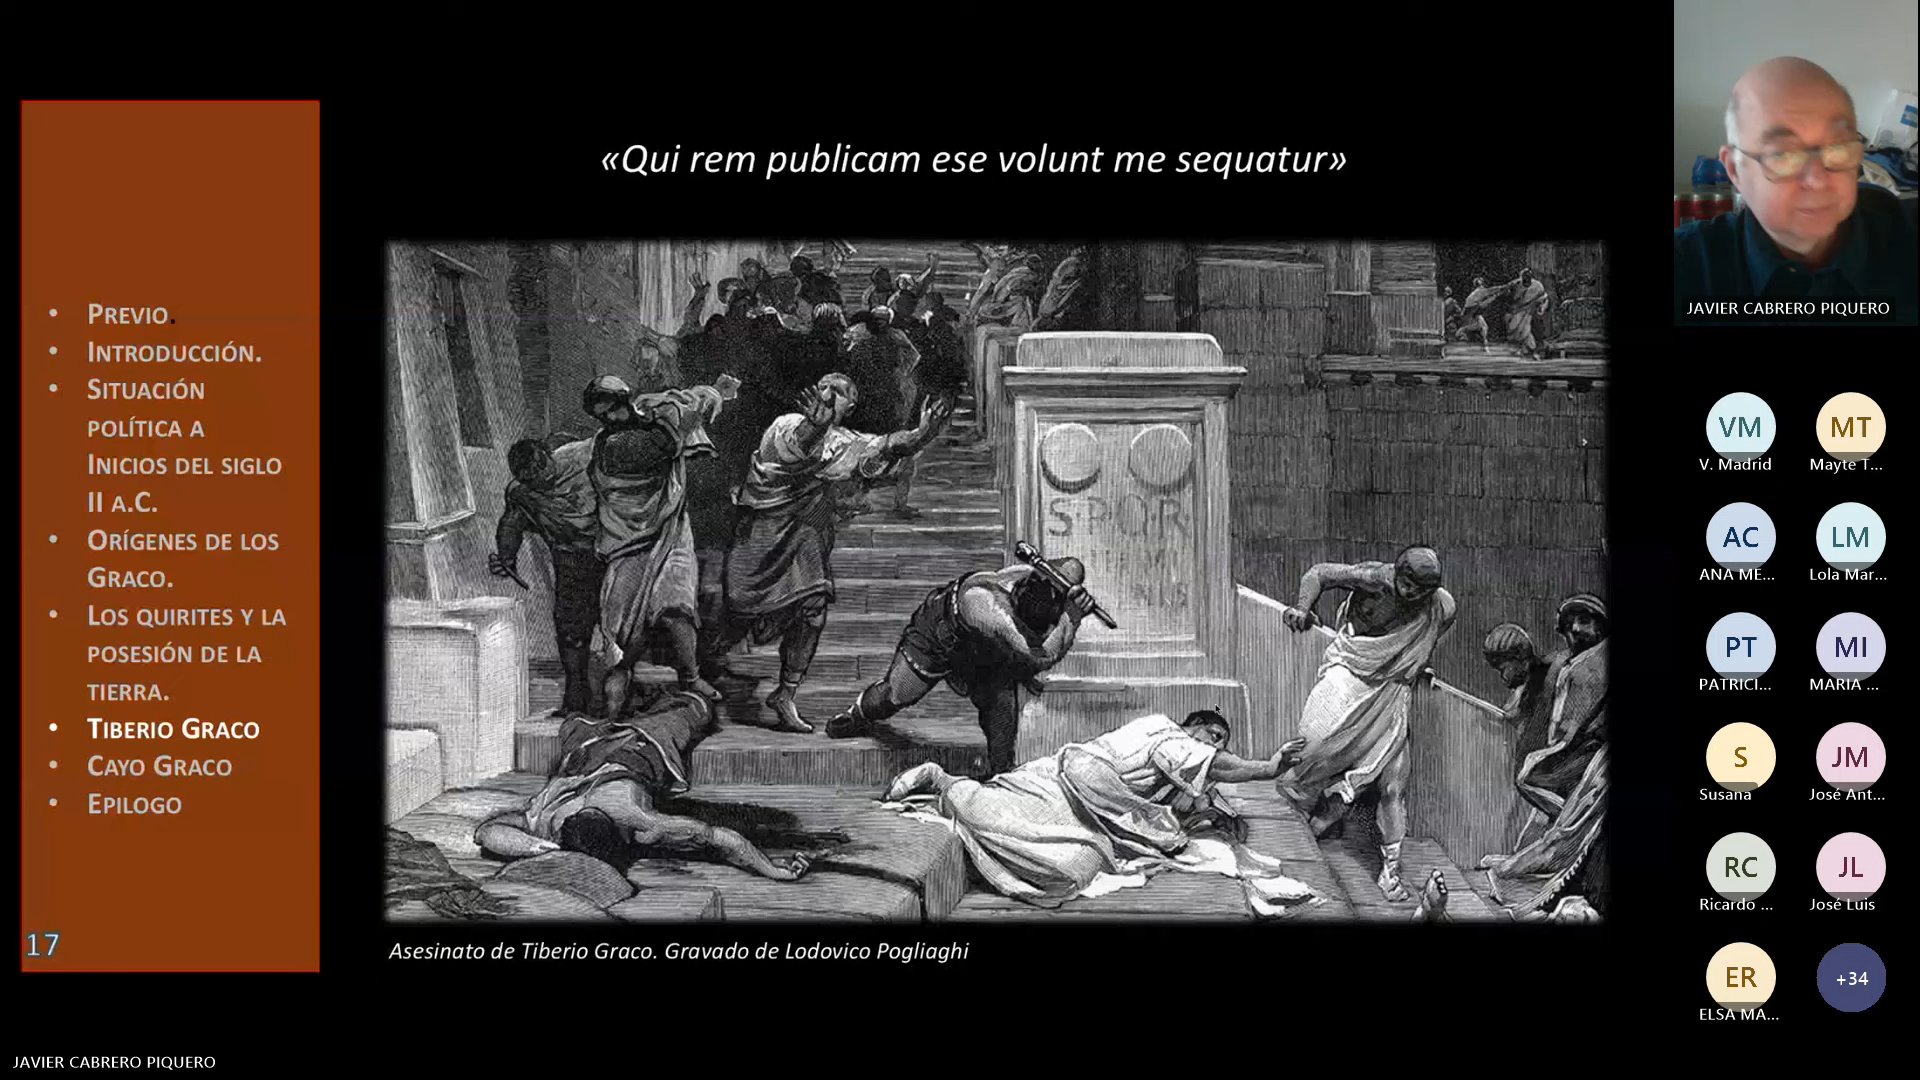 «Qui rem publicam ese volunt me sequatur»
• PREVIO.
• INTRODUCCIÓN.
• SITUACIÓN
POLÍTICA A
INICIOS DEL SIGLO
II A.C.
• ORÍGENES DE LOS
GRACO.
• LOS QUIRITES Y LA
POSESIÓN DE LA
TIERRA.
• TIBERIO GRACO
• CAYO GRACO
• EPILOGO
17
S·P·Q·R
Asesinato de Tiberio Graco. Gravado de Lodovico Pogliaghi
JAVIER CABRERO PIQUERO
JAVIER CABRERO PIQUERO
VM MT
V. Madrid Mayte T...
AC LM
ANA ME... Lola Mar...
PT MI
PATRICI... MARIA ...
S JM
Susana José Ant...
RC JL
Ricardo ... José Luis
ER +34
ELSA MA...